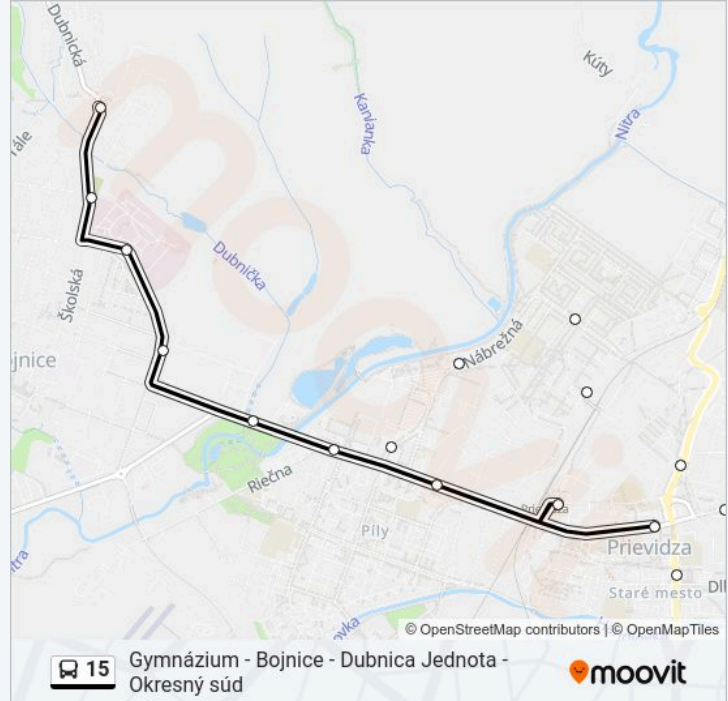 Dubnická
Kúty
Kanianka
Nitra
Dubnička
Školská
Nábrežná
Riečna
Píly
Prievidza
Staré mesto
© OpenStreetMap contributors | © OpenMapTiles
15
Gymnázium - Bojnice - Dubnica Jednota -
Okresný súd
moovit